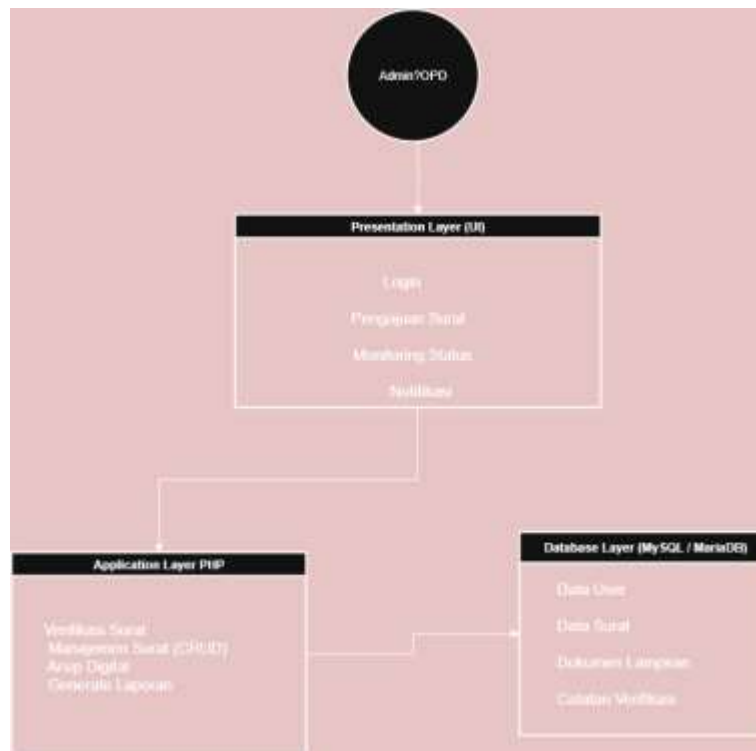 Admin?OPD
Presentation Layer (UI)
Login
Pengajuan Surat
Monitoring Status
Notifikasi
Application Layer PHP
Verifikasi Surat
Manajemen Surat (CRUD)
Arsip Digital
Generate Laporan
Database Layer (MySQL / MariaDB)
Data User
Data Surat
Dokumen Lampiran
Catatan Verifikasi